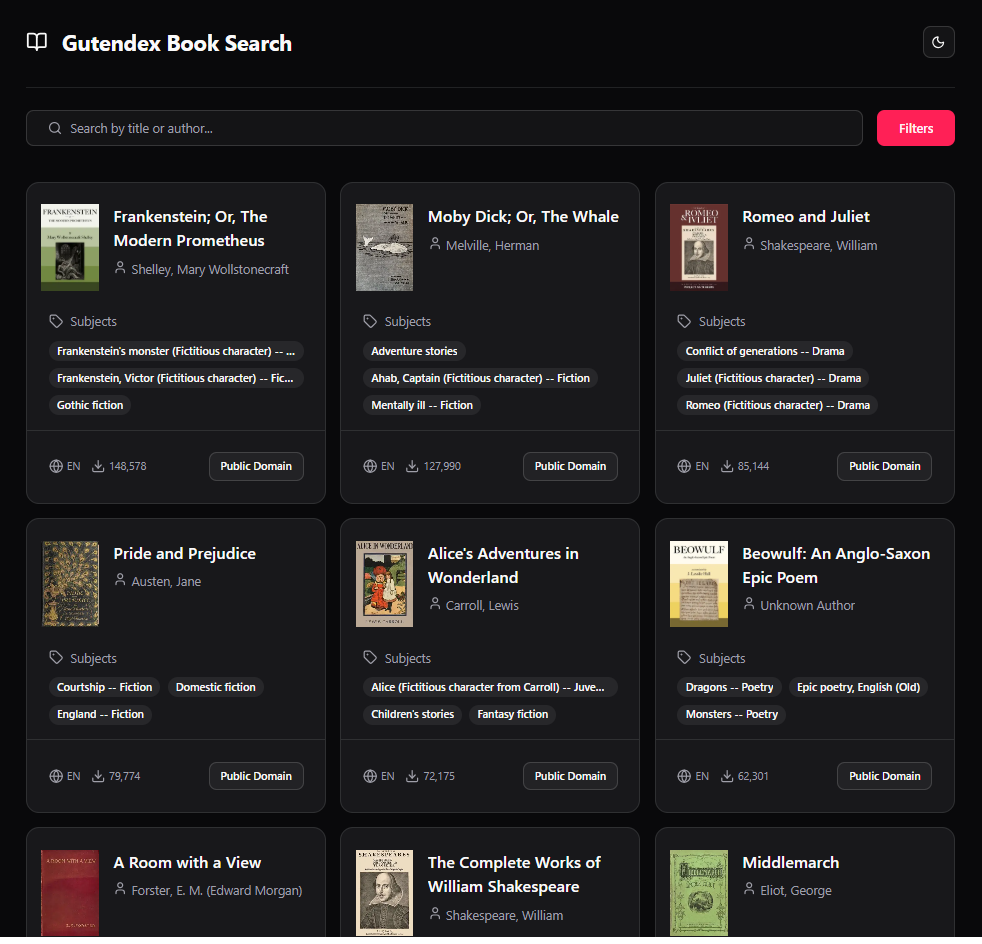 Gutendex Book Search
Search by title or author...
Filters
FRANKENSTEIN
Frankenstein; Or, The
Modern Prometheus
Shelley, Mary Wollstonecraft
Subjects
Frankenstein's monster (Fictitious character) -- ...
Frankenstein, Victor (Fictitious character) -- Fic...
Gothic fiction
EN
148,578
Public Domain
MOBY DICK
Moby Dick; Or, The Whale
Melville, Herman
Subjects
Adventure stories
Ahab, Captain (Fictitious character) -- Fiction
Mentally ill -- Fiction
EN
127,990
Public Domain
ROMEO
& IVLIET
Romeo and Juliet
Shakespeare, William
Subjects
Conflict of generations -- Drama
Juliet (Fictitious character) -- Drama
Romeo (Fictitious character) -- Drama
EN
85,144
Public Domain
Pride and Prejudice
Austen, Jane
Subjects
Courtship -- Fiction
Domestic fiction
England -- Fiction
EN
79,774
Public Domain
ALICE IN WONDERLAND
Alice's Adventures in
Wonderland
Carroll, Lewis
Subjects
Alice (Fictitious character from Carroll) -- Juve...
Children's stories
Fantasy fiction
EN
72,175
Public Domain
BEOWULF
Beowulf: An Anglo-Saxon
Epic Poem
Unknown Author
Subjects
Dragons -- Poetry
Epic poetry, English (Old)
Monsters -- Poetry
EN
62,301
Public Domain
A ROOM WITH A VIEW
A Room with a View
Forster, E. M. (Edward Morgan)
SHAKESPEARES
The Complete Works of
William Shakespeare
Shakespeare, William
Middlemarch
Eliot, George